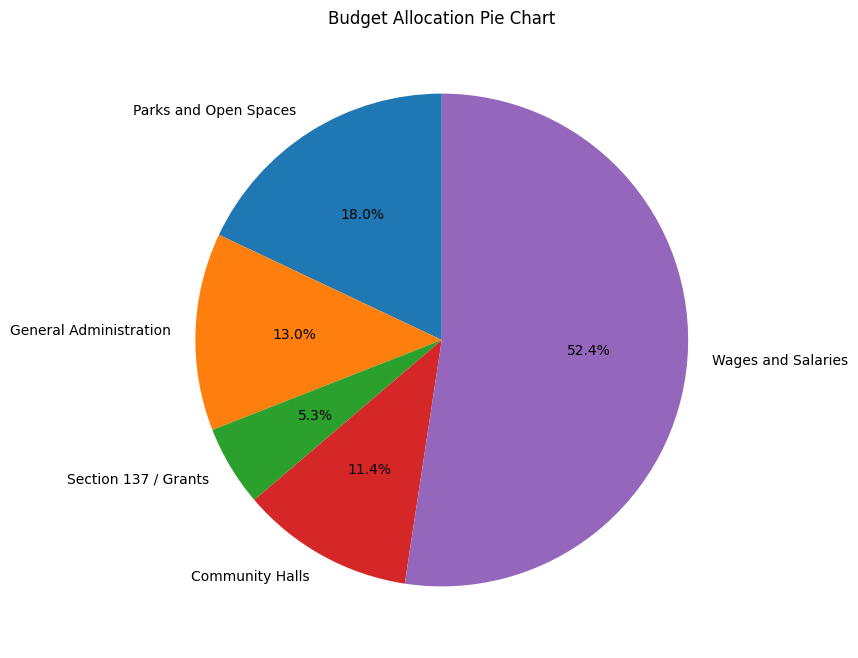 Budget Allocation Pie Chart
Parks and Open Spaces
18.0%
General Administration
13.0%
52.4%
Wages and Salaries
5.3%
Section 137 / Grants
11.4%
Community Halls